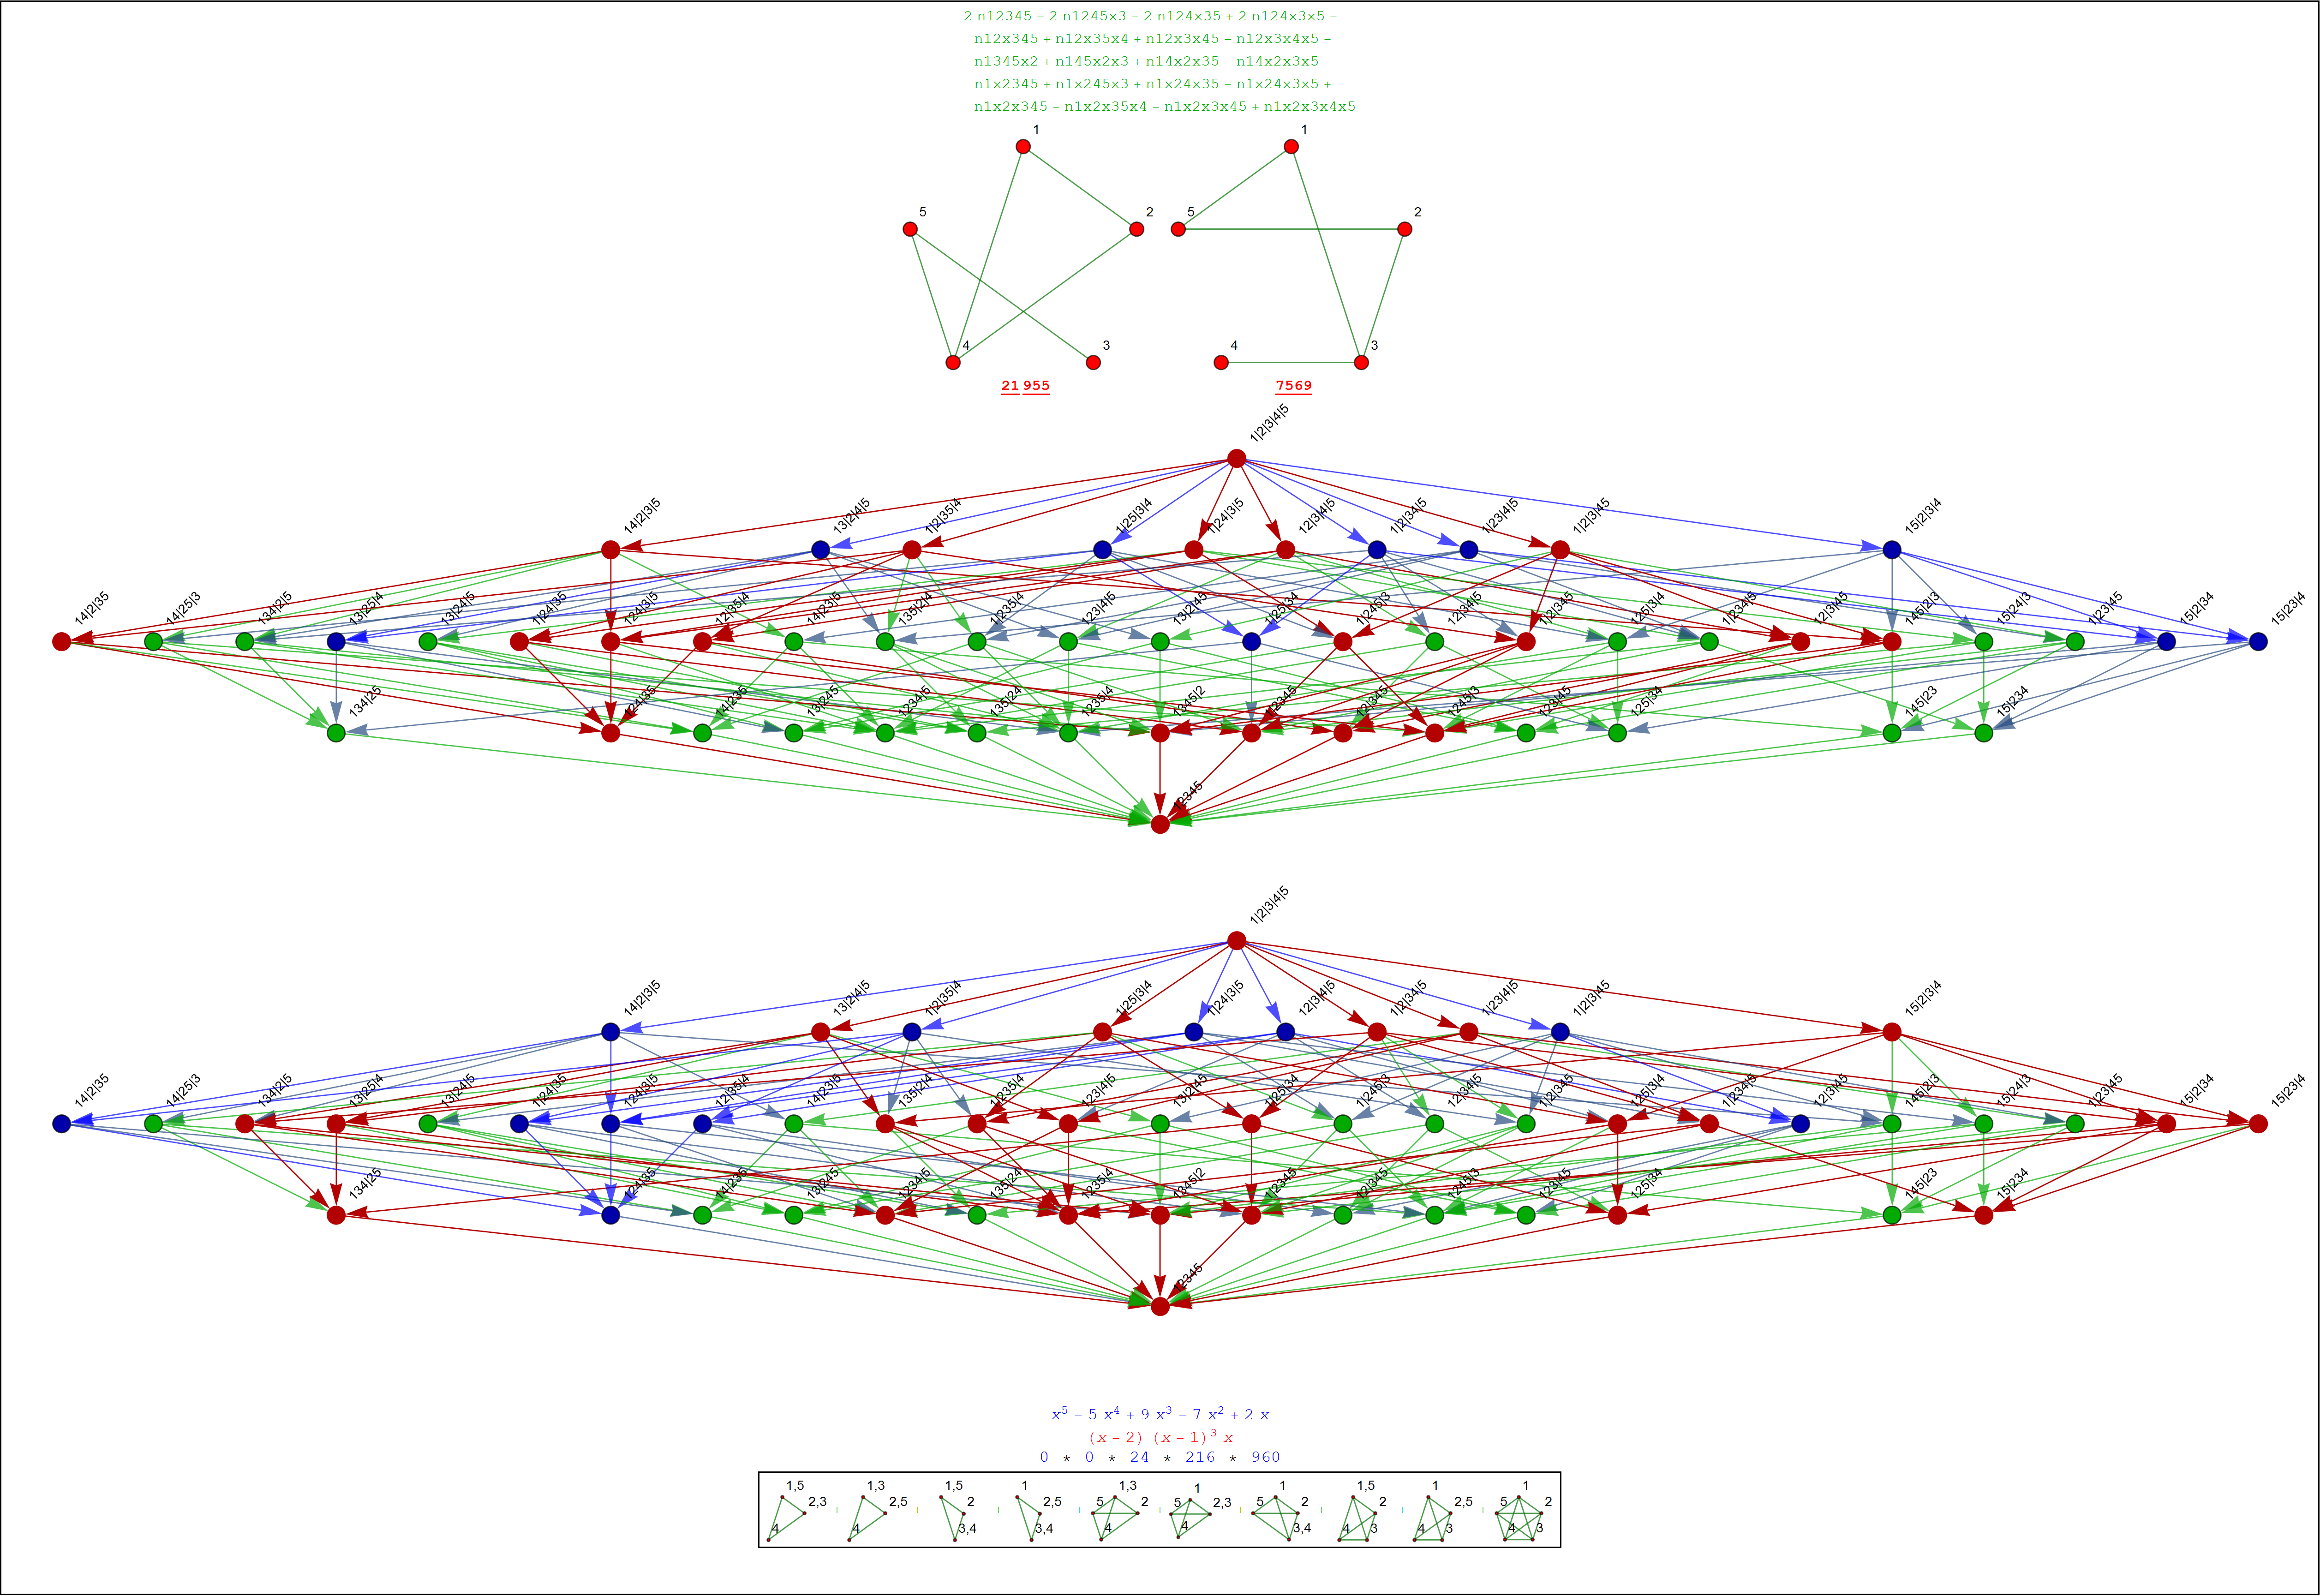 2 n12345 − 2 n1245x3 − 2 n124x35 + 2 n124x3x5 −
n12x345 + n12x35x4 + n12x3x45 − n12x3x4x5 −
n1345x2 + n145x2x3 + n14x2x35 − n14x2x3x5 −
n1x2345 + n1x245x3 + n1x24x35 − n1x24x3x5 +
n1x2x345 − n1x2x35x4 − n1x2x3x45 + n1x2x3x4x5
1 1
5 2 5 2
4 3 4 3
21 955 7569
1|2|3|4|5
14|2|3|5 13|2|4|5 1|2|35|4 1|25|3|4 1|24|3|5 12|3|4|5 1|2|34|5 1|23|4|5 1|2|3|45 15|2|3|4
14|2|35 14|25|3 134|2|5 13|25|4 13|24|5 1|24|35 124|3|5 12|35|4 14|23|5 135|2|4 1|235|4 123|4|5 13|2|45 1|25|34 1|245|3 12|34|5 1|2|345 125|3|4 1|234|5 12|3|45 145|2|3 15|24|3 1|23|45 15|2|34 15|23|4
134|25 124|35 14|235 13|245 1234|5 135|24 1235|4 1345|2 1|2345 12|345 1245|3 123|45 125|34 145|23 15|234
12345
1|2|3|4|5
14|2|3|5 13|2|4|5 1|2|35|4 1|25|3|4 1|24|3|5 12|3|4|5 1|2|34|5 1|23|4|5 1|2|3|45 15|2|3|4
14|2|35 14|25|3 134|2|5 13|25|4 13|24|5 1|24|35 124|3|5 12|35|4 14|23|5 135|2|4 1|235|4 123|4|5 13|2|45 1|25|34 1|245|3 12|34|5 1|2|345 125|3|4 1|234|5 12|3|45 145|2|3 15|24|3 1|23|45 15|2|34 15|23|4
134|25 124|35 14|235 13|245 1234|5 135|24 1235|4 1345|2 1|2345 12|345 1245|3 123|45 125|34 145|23 15|234
12345
x⁵ − 5 x⁴ + 9 x³ − 7 x² + 2 x
(x − 2) (x − 1)³ x
0 * 0 * 24 * 216 * 960
1,5 1,3 1,5 1 1,3 1 1 1,5 1 1
2,3 + 2,5 + 2 + 2,5 + 5 2 + 5 2,3 + 5 2 + 2 + 2,5 + 5 2
4 4 3,4 3,4 4 4 3,4 4 3 4 3 4 3